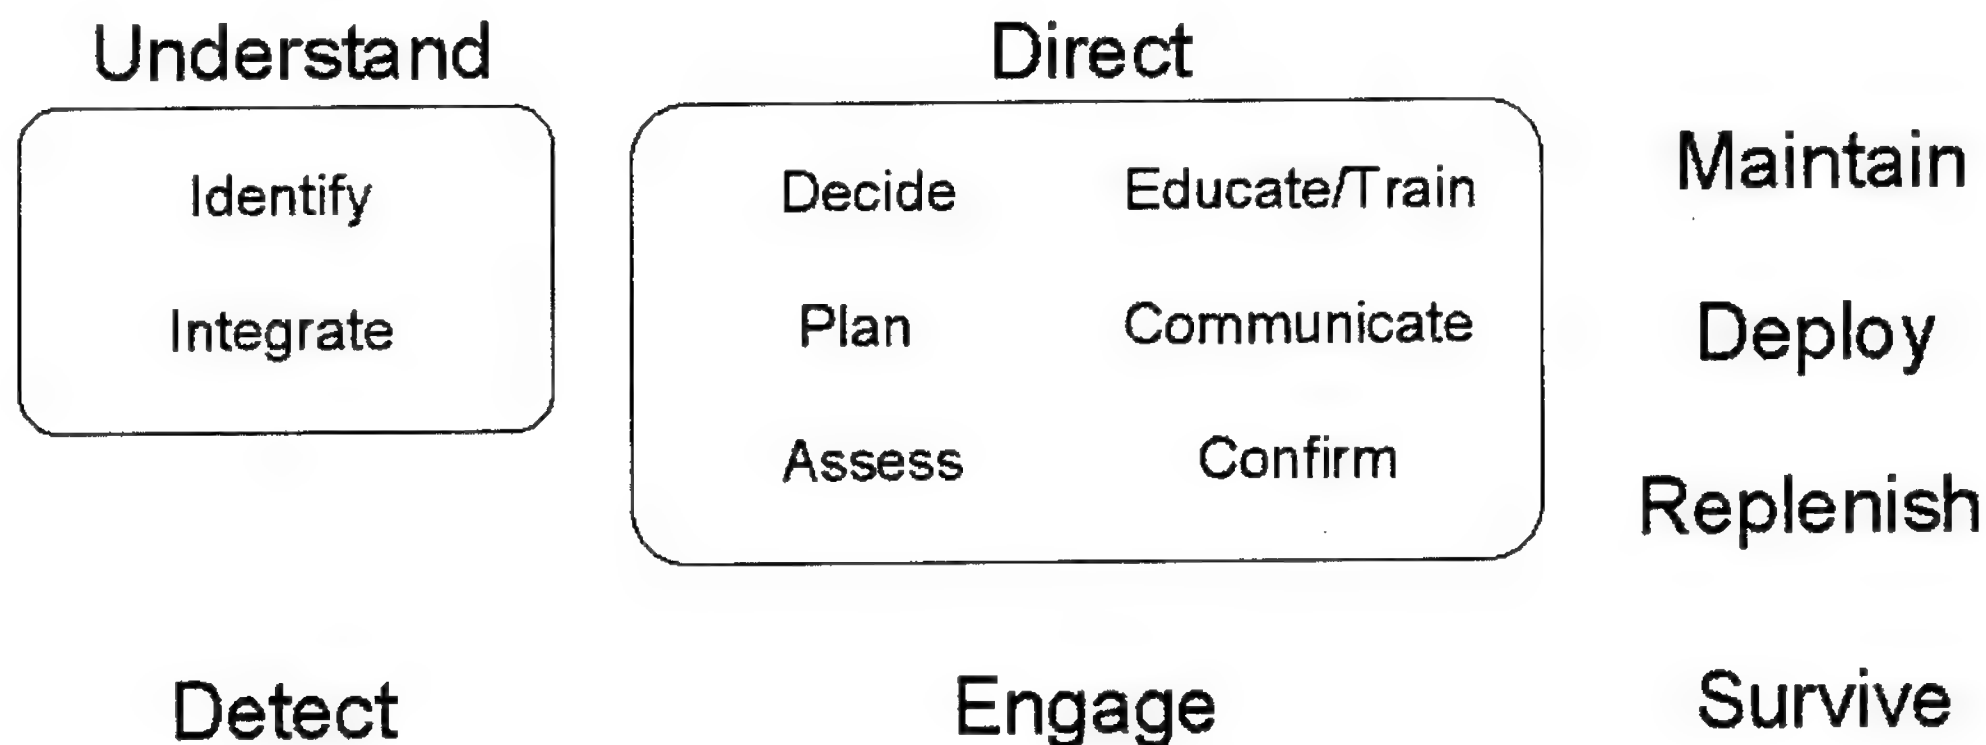 Understand
Direct
Identify
Integrate
Decide
Educate/Train
Plan
Communicate
Assess
Confirm
Maintain
Deploy
Replenish
Detect
Engage
Survive